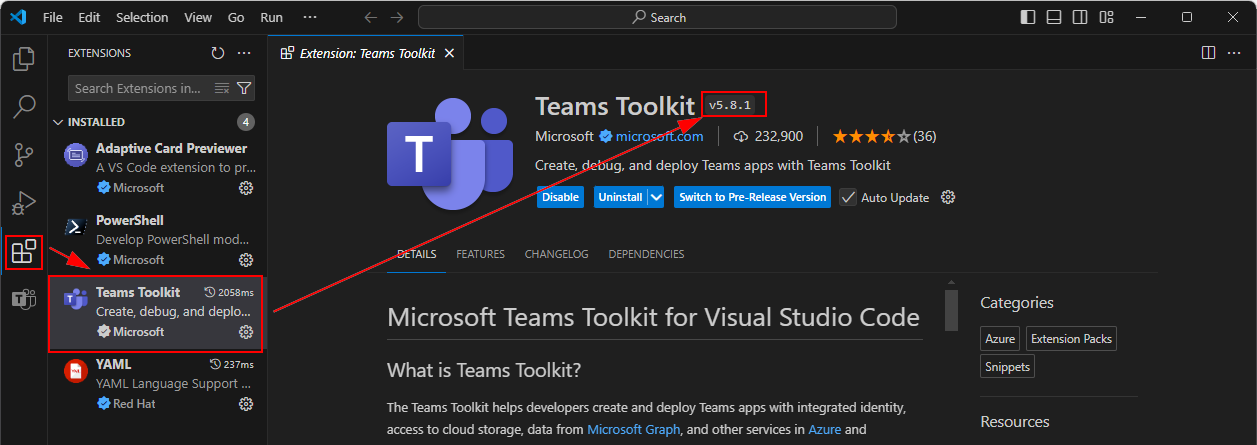 File Edit Selection View Go Run ··· Search
EXTENSIONS
Search Extensions in...
INSTALLED 4
Adaptive Card Previewer
A VS Code extension to pr...
Microsoft
PowerShell
Develop PowerShell mod...
Microsoft
Teams Toolkit 2058ms
Create, debug, and deplo...
Microsoft
YAML 237ms
YAML Language Support ...
Red Hat
Extension: Teams Toolkit
T
Teams Toolkit v5.8.1
Microsoft microsoft.com 232,900 (36)
Create, debug, and deploy Teams apps with Teams Toolkit
Disable Uninstall Switch to Pre-Release Version Auto Update
DETAILS FEATURES CHANGELOG DEPENDENCIES
Microsoft Teams Toolkit for Visual Studio Code
What is Teams Toolkit?
The Teams Toolkit helps developers create and deploy Teams apps with integrated identity,
access to cloud storage, data from Microsoft Graph, and other services in Azure and
Categories
Azure Extension Packs
Snippets
Resources